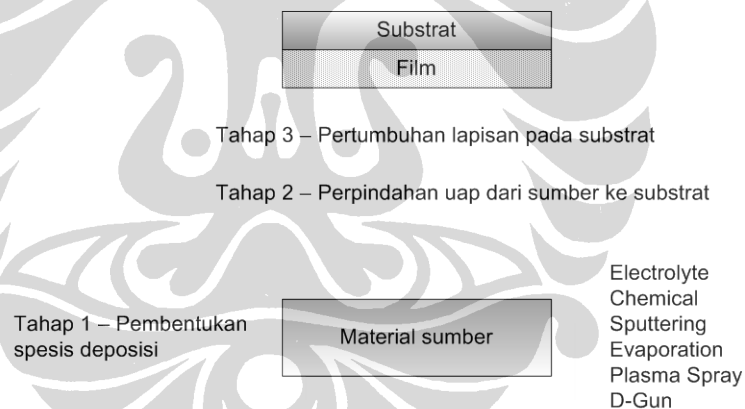 Substrat
Film
Tahap 3 – Pertumbuhan lapisan pada substrat
Tahap 2 – Perpindahan uap dari sumber ke substrat
Tahap 1 – Pembentukan
spesis deposisi
Material sumber
Electrolyte
Chemical
Sputtering
Evaporation
Plasma Spray
D-Gun